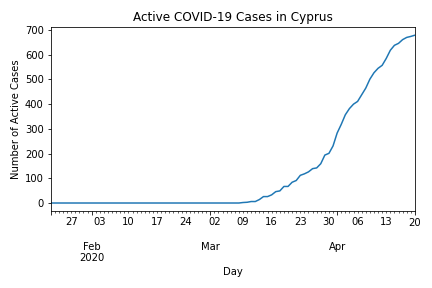 Active COVID-19 Cases in Cyprus
Number of Active Cases
700
600
500
400
300
200
100
0
27 03 10 17 24 02 09 16 23 30 06 13 20
Feb Mar Apr
2020
Day